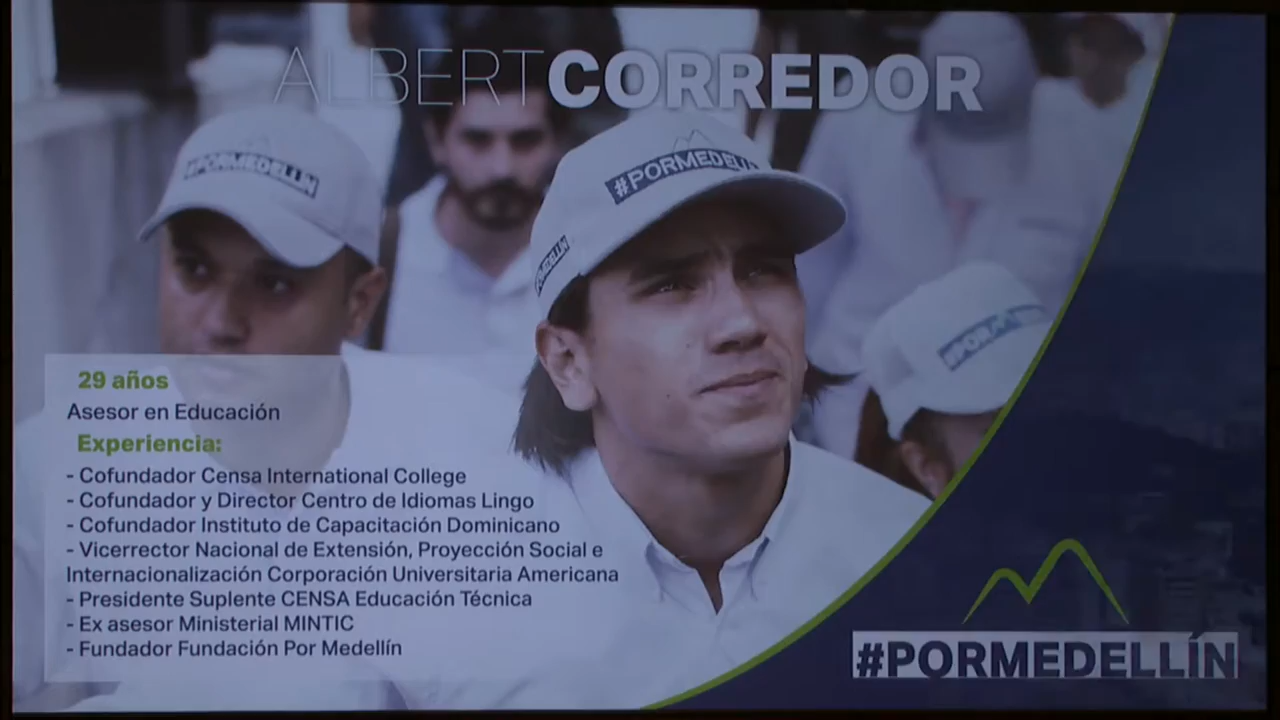 ALBERT CORREDOR
#PORMEDELLÍN
#PORMEDELLÍN
PORMEDELLÍN
29 años
Asesor en Educación
Experiencia:
- Cofundador Censa International College
- Cofundador y Director Centro de Idiomas Lingo
- Cofundador Instituto de Capacitación Dominicano
- Vicerrector Nacional de Extensión, Proyección Social e
Internacionalización Corporación Universitaria Americana
- Presidente Suplente CENSA Educación Técnica
- Ex asesor Ministerial MINTIC
- Fundador Fundación Por Medellín
#PORMEDELLÍN